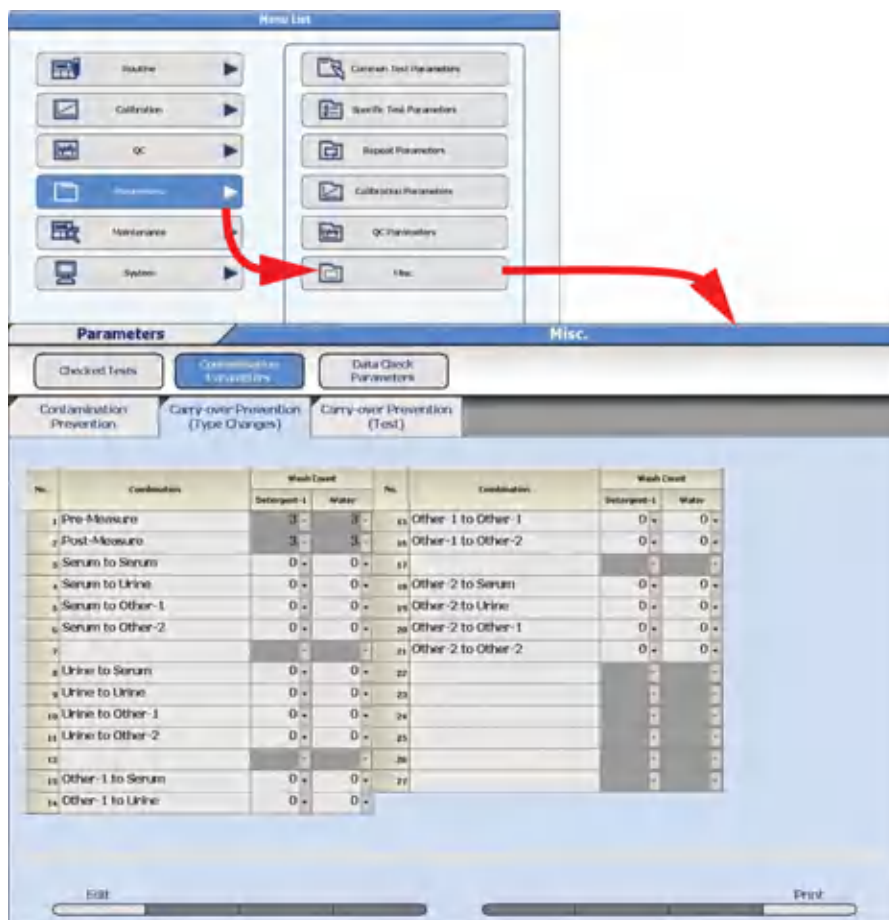 Menu List
Routine
Common Test Parameters
Calibration
Specific Test Parameters
QC
Repeat Parameters
Parameters
Calibration Parameters
Maintenance
QC Parameters
System
Misc.
Parameters
Misc.
Checked Tests
Contamination
Parameters
Data Check
Parameters
Contamination
Prevention
Carry-over Prevention
(Type Changes)
Carry-over Prevention
(Test)
No. Combination Wash Count No. Combination Wash Count
Detergent-1 Water Detergent-1 Water
1 Pre-Measure 3 3 15 Other-1 to Other-1 0 0
2 Post-Measure 3 3 16 Other-1 to Other-2 0 0
3 Serum to Serum 0 0 17
4 Serum to Urine 0 0 18 Other-2 to Serum 0 0
5 Serum to Other-1 0 0 19 Other-2 to Urine 0 0
6 Serum to Other-2 0 0 20 Other-2 to Other-1 0 0
7 21 Other-2 to Other-2 0 0
8 Urine to Serum 0 0 22
9 Urine to Urine 0 0 23
10 Urine to Other-1 0 0 24
11 Urine to Other-2 0 0 25
12 26
13 Other-1 to Serum 0 0 27
14 Other-1 to Urine 0 0
Edit Print